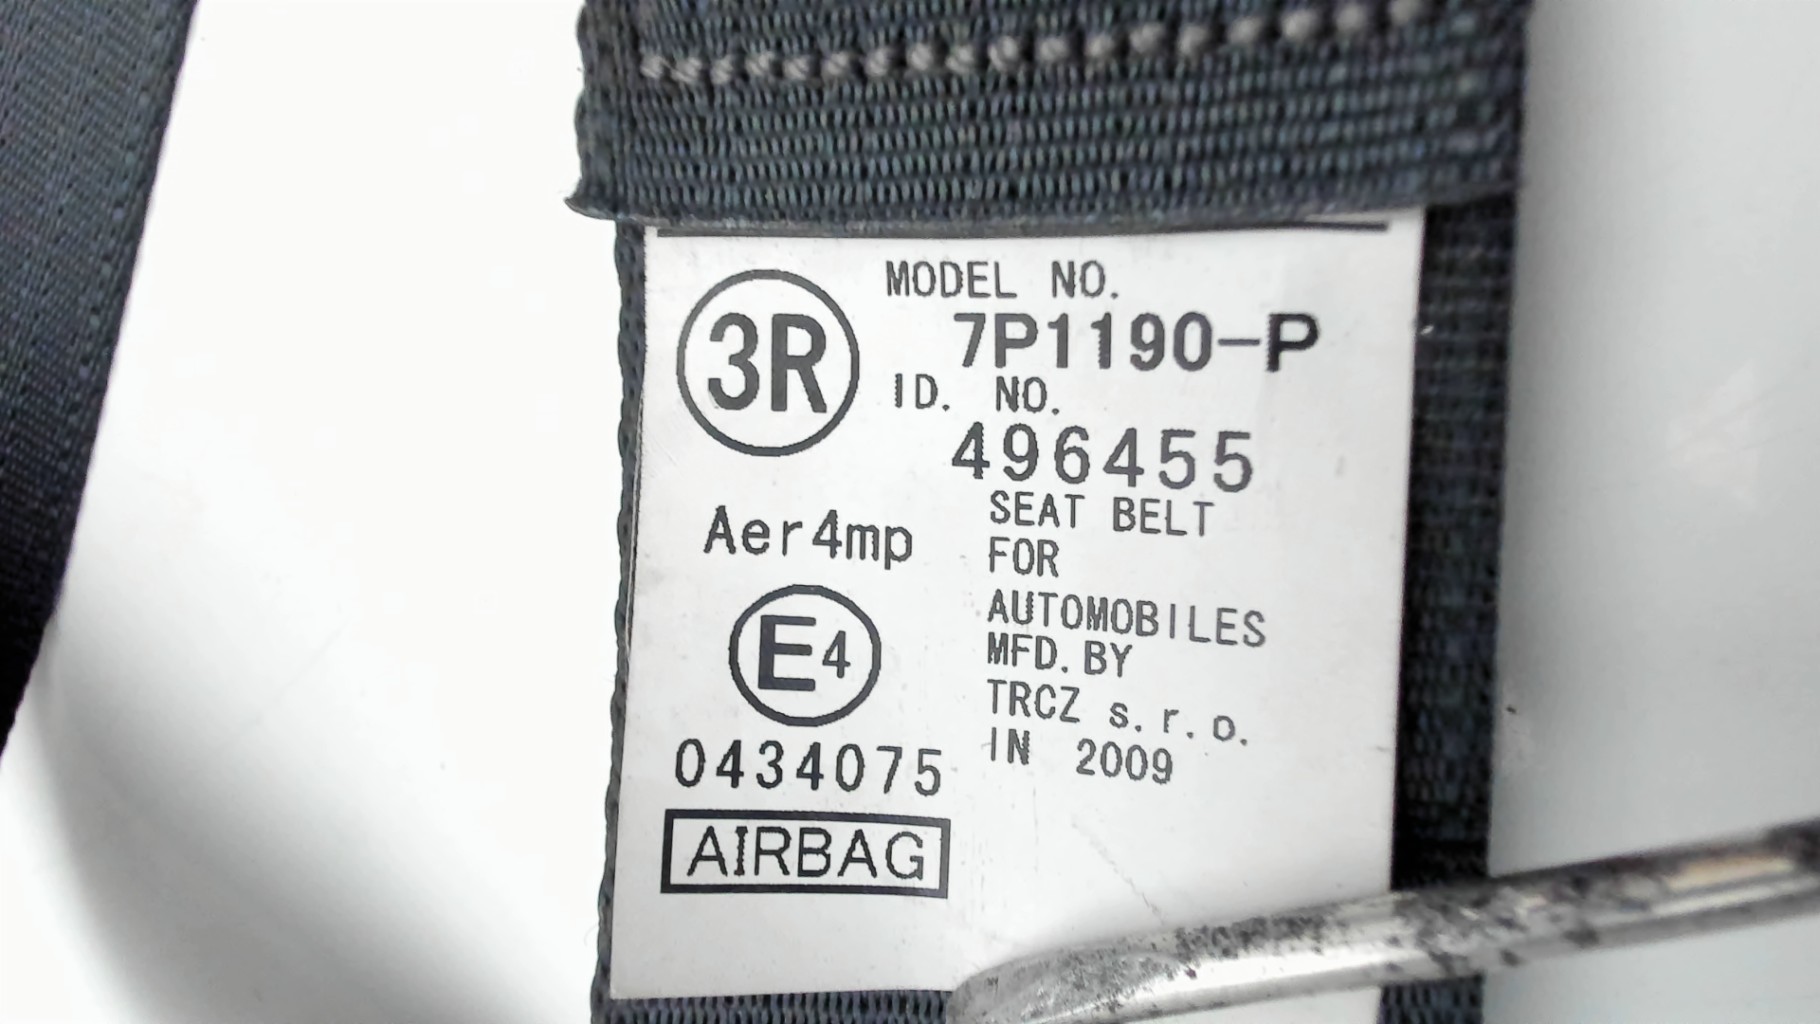 MODEL NO.
3R
7P1190-P
ID. NO.
496455
SEAT BELT
Aer4mp
FOR
AUTOMOBILES
E4
MFD. BY
TRCZ s.r.o.
0434075
IN 2009
AIRBAG